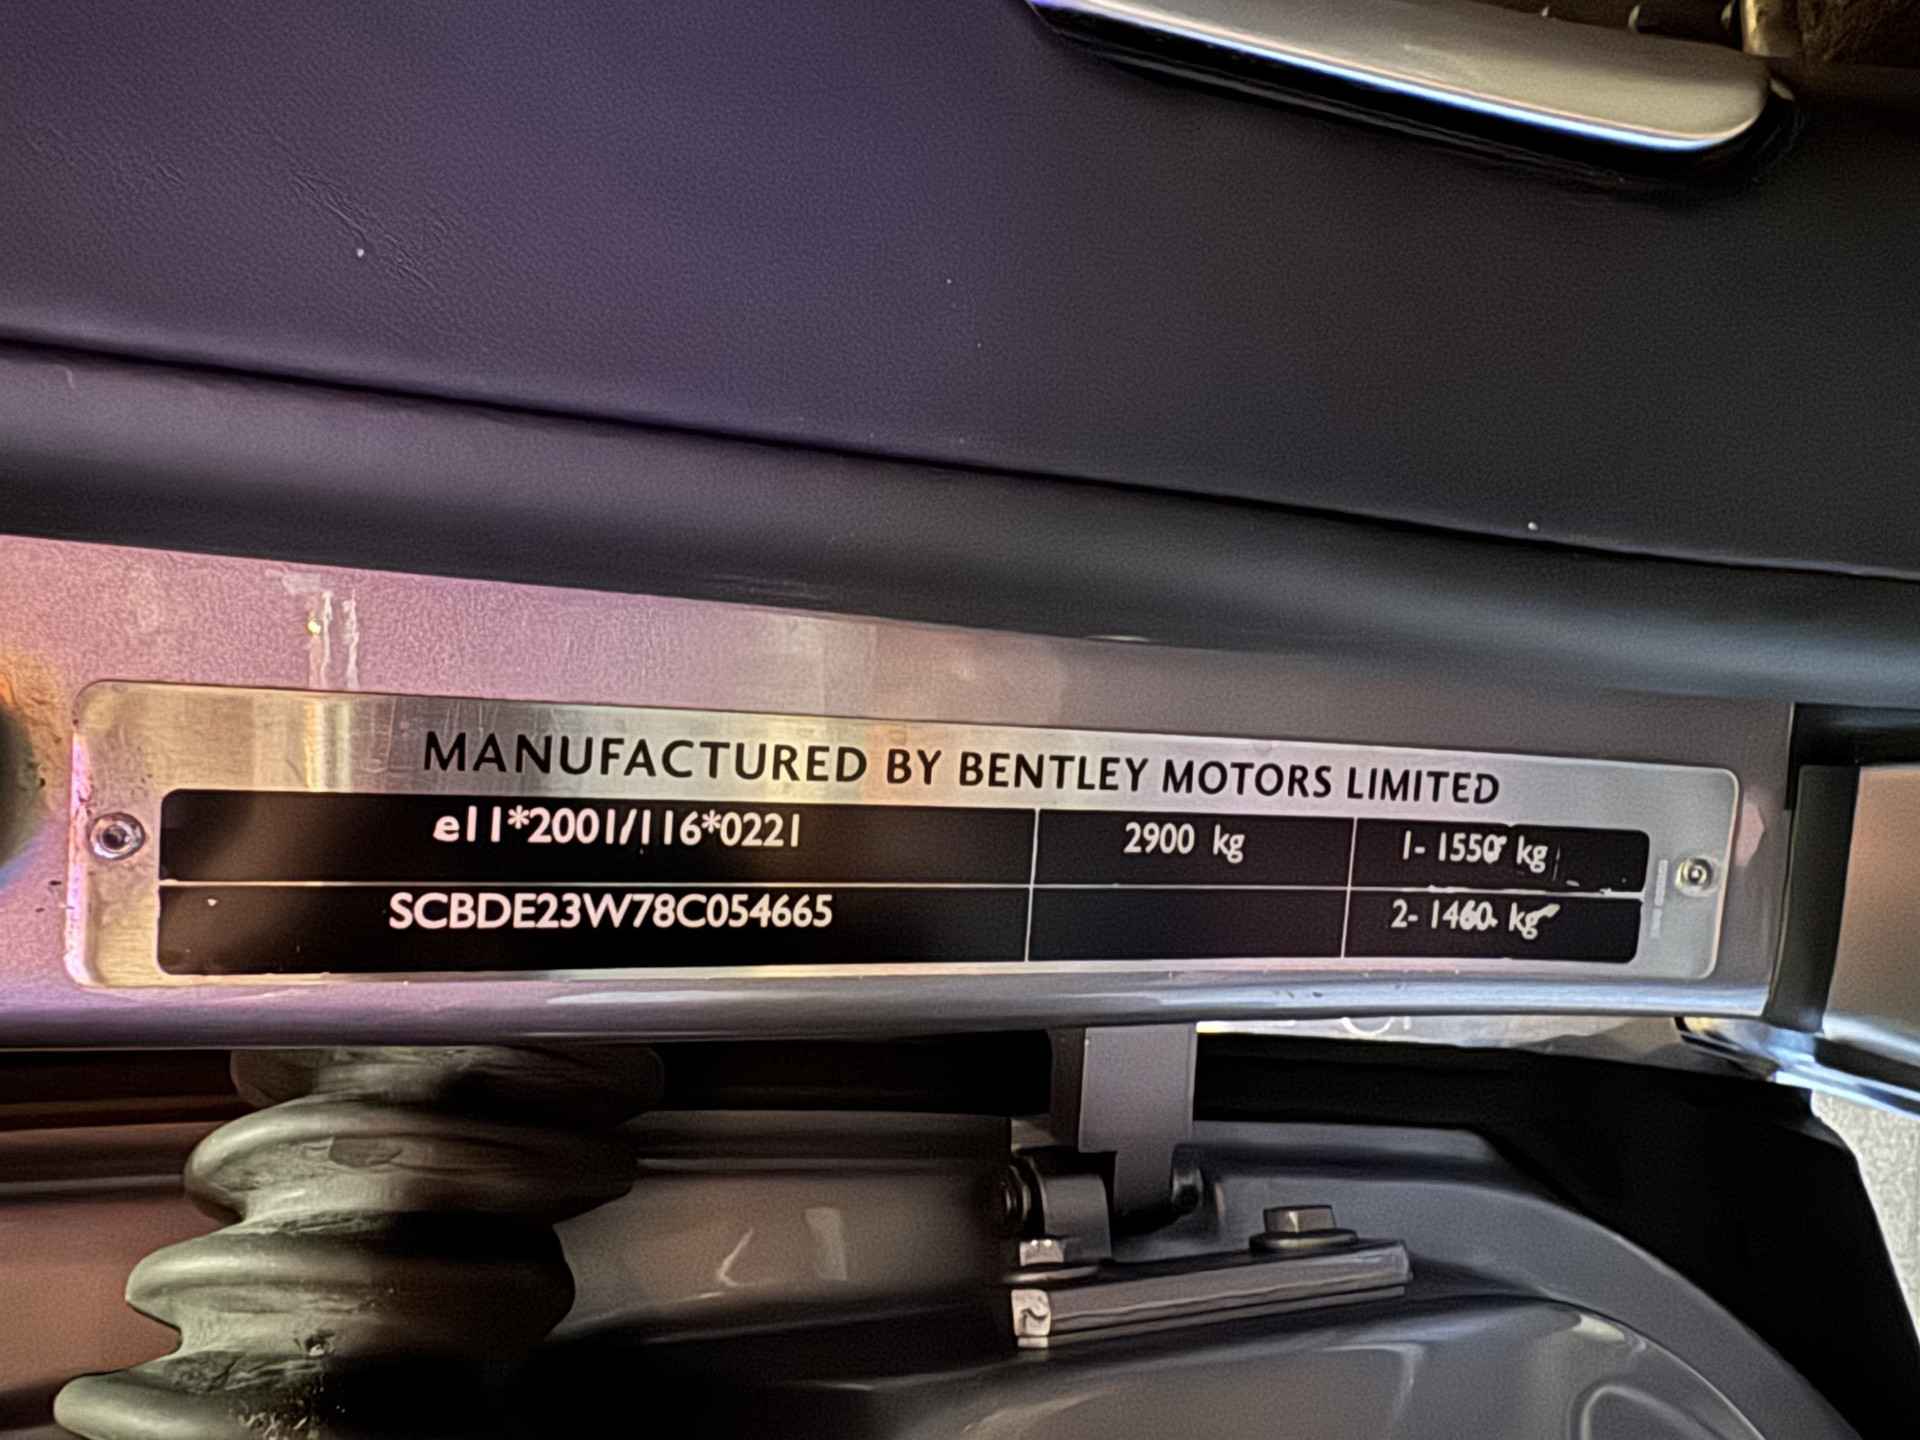 MANUFACTURED BY BENTLEY MOTORS LIMITED
e11*2001/116*0221 2900 kg 1- 1550 kg
SCBDE23W78C054665 2- 1460 kg